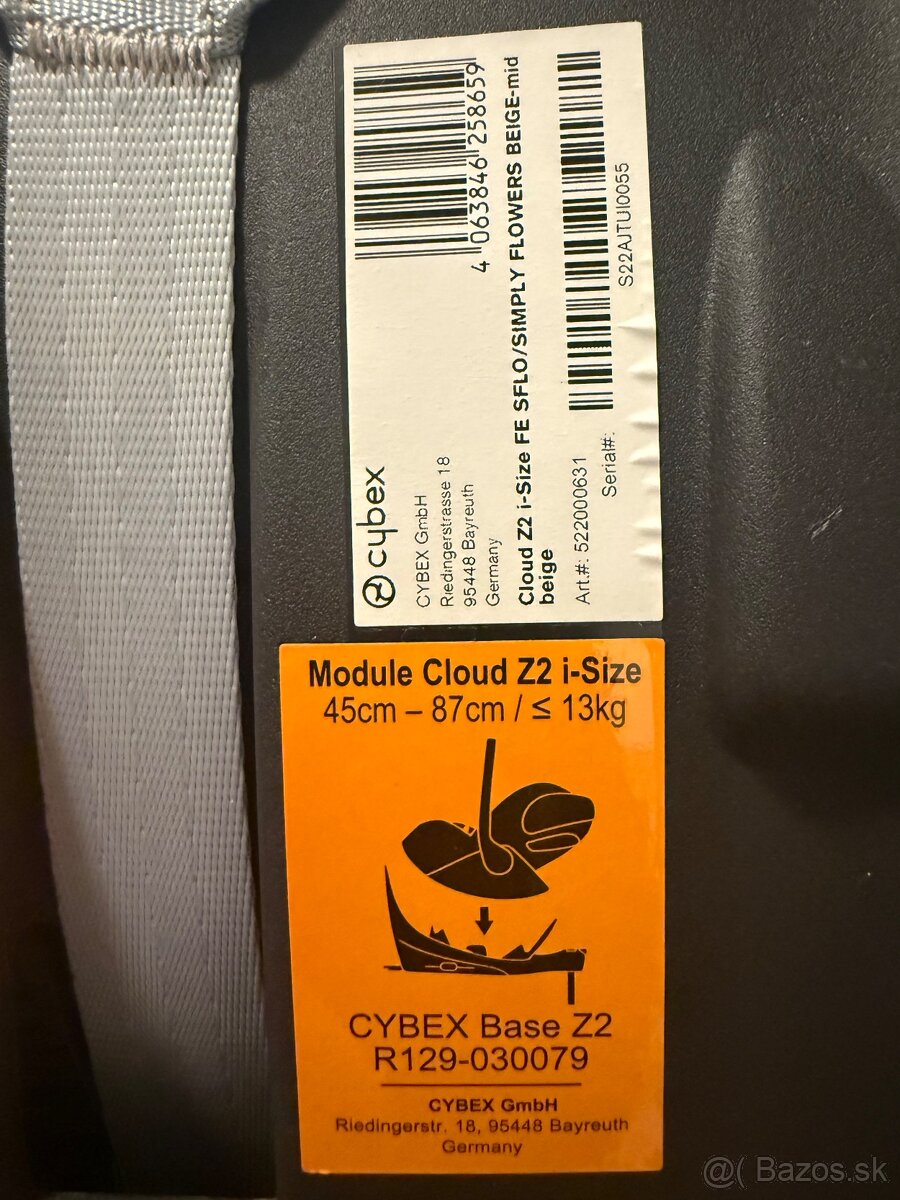 cybex
CYBEX GmbH
Riedingerstrasse 18
95448 Bayreuth
Germany
4 063846 258659
Cloud Z2 i-Size FE SFLO/SIMPLY FLOWERS BEIGE-mid
beige
Art.#: 522000631
Serial#:
S22AJTUI0055
Module Cloud Z2 i-Size
45cm – 87cm / ≤ 13kg
CYBEX Base Z2
R129-030079
CYBEX GmbH
Riedingerstr. 18, 95448 Bayreuth
Germany
@( Bazos.sk